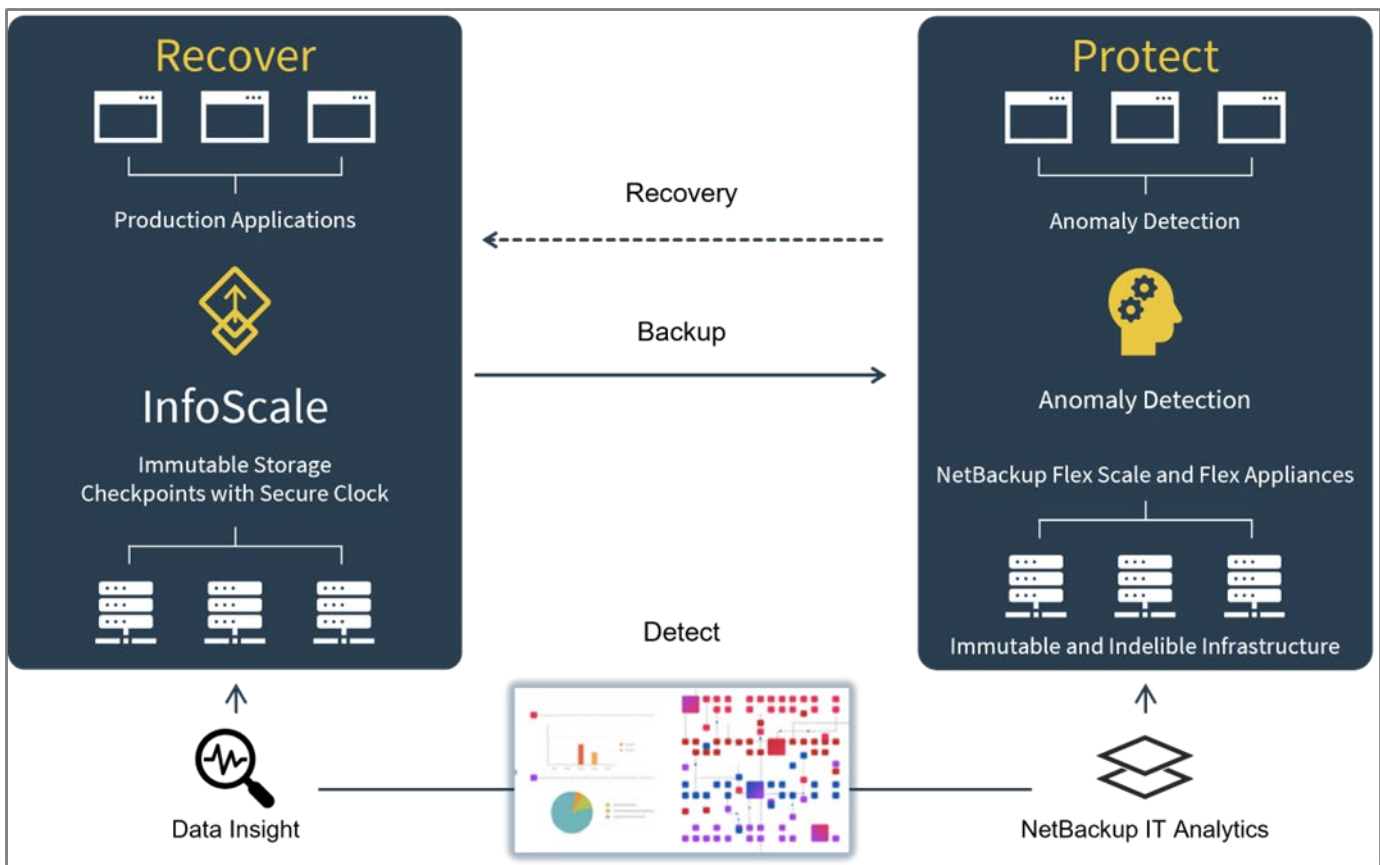 Recover
Production Applications
InfoScale
Immutable Storage
Checkpoints with Secure Clock
Recovery
Backup
Protect
Anomaly Detection
Anomaly Detection
NetBackup Flex Scale and Flex Appliances
Immutable and Indelible Infrastructure
Detect
Data Insight
NetBackup IT Analytics